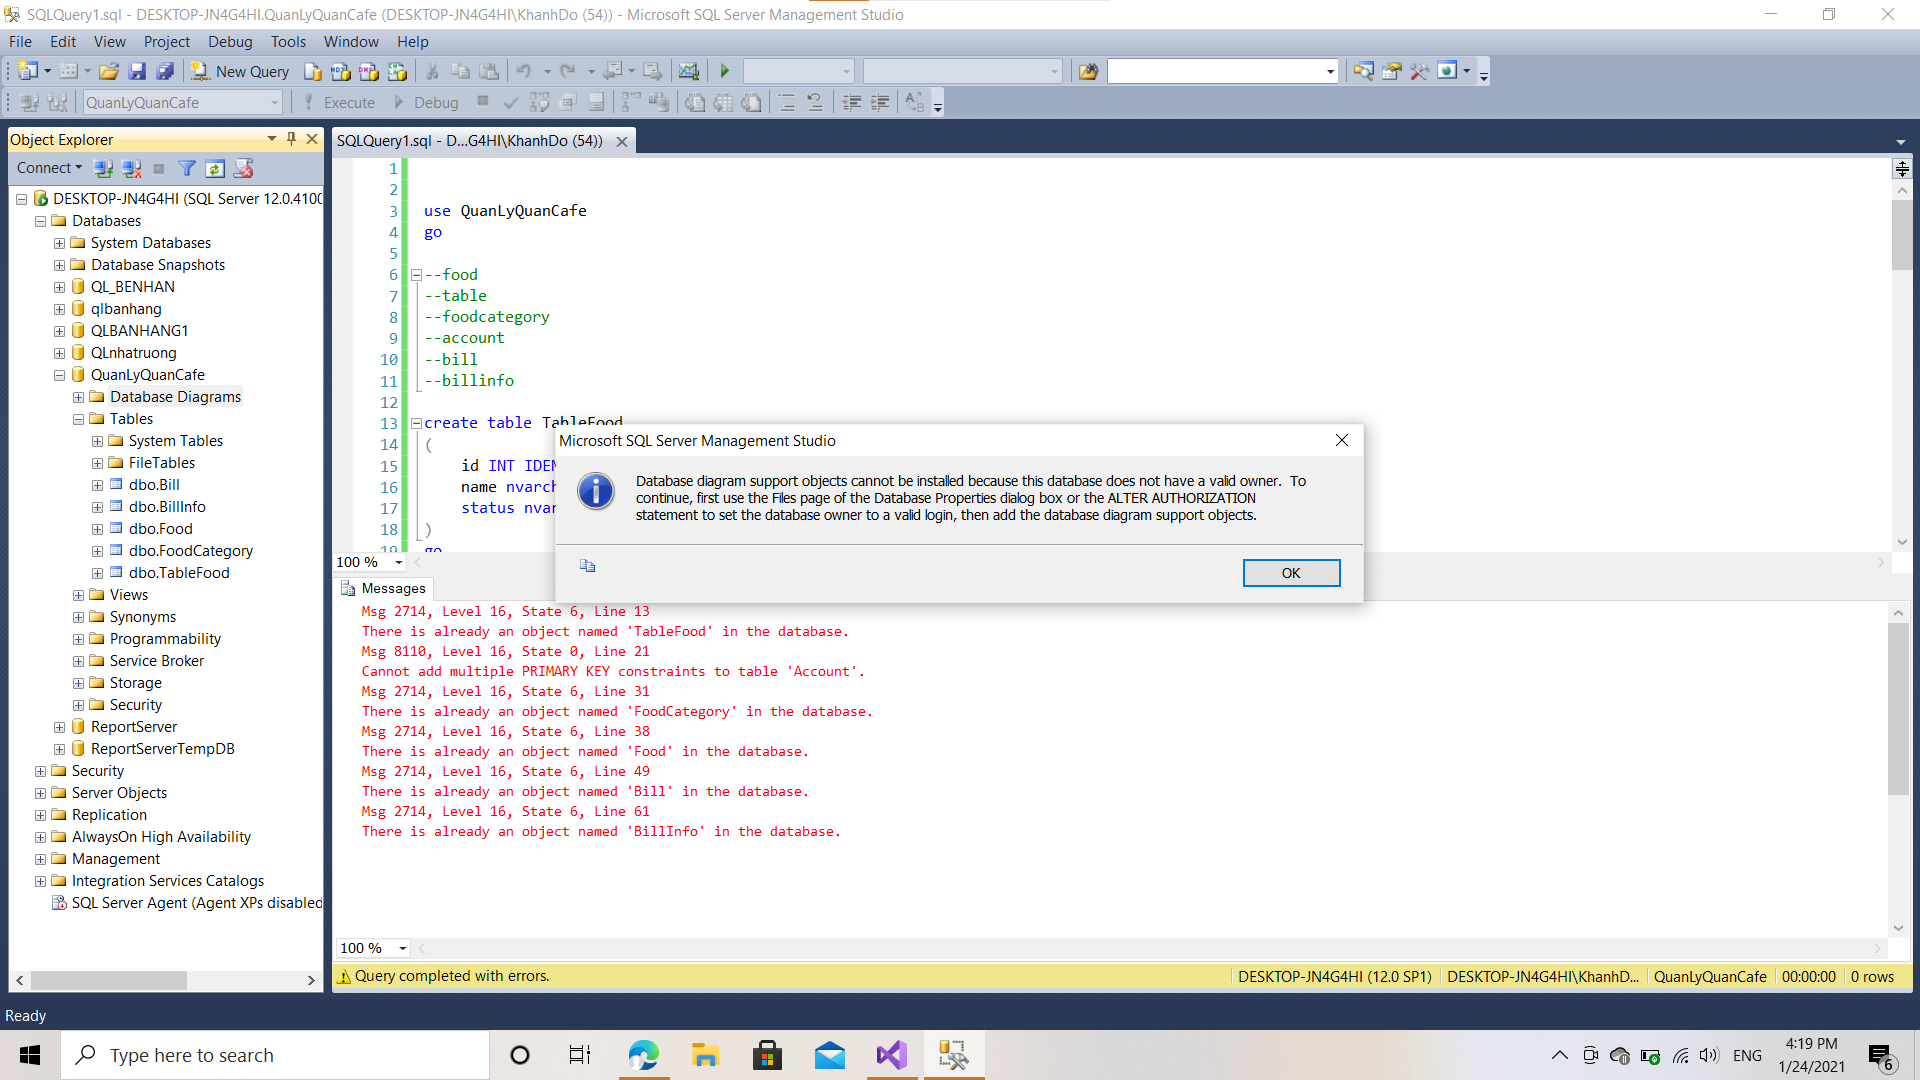 SQLQuery1.sql - DESKTOP-JN4G4HI.QuanLyQuanCafe (DESKTOP-JN4G4HI\KhanhDo (54)) - Microsoft SQL Server Management Studio
File Edit View Project Debug Tools Window Help
New Query
QuanLyQuanCafe Execute Debug
Object Explorer
Connect
DESKTOP-JN4G4HI (SQL Server 12.0.4100
Databases
System Databases
Database Snapshots
QL_BENHAN
qlbanhang
QLBANHANG1
QLnhatruong
QuanLyQuanCafe
Database Diagrams
Tables
System Tables
FileTables
dbo.Bill
dbo.BillInfo
dbo.Food
dbo.FoodCategory
dbo.TableFood
Views
Synonyms
Programmability
Service Broker
Storage
Security
ReportServer
ReportServerTempDB
Security
Server Objects
Replication
AlwaysOn High Availability
Management
Integration Services Catalogs
SQL Server Agent (Agent XPs disabled
SQLQuery1.sql - D...G4HI\KhanhDo (54))
1
2
3 use QuanLyQuanCafe
4 go
5
6 --food
7 --table
8 --foodcategory
9 --account
10 --bill
11 --billinfo
12
13 create table TableFood
14 (
15 id INT IDEN
16 name nvarch
17 status nvar
18 )
19 go
100 %
Microsoft SQL Server Management Studio
Database diagram support objects cannot be installed because this database does not have a valid owner. To
continue, first use the Files page of the Database Properties dialog box or the ALTER AUTHORIZATION
statement to set the database owner to a valid login, then add the database diagram support objects.
OK
Messages
Msg 2714, Level 16, State 6, Line 13
There is already an object named 'TableFood' in the database.
Msg 8110, Level 16, State 0, Line 21
Cannot add multiple PRIMARY KEY constraints to table 'Account'.
Msg 2714, Level 16, State 6, Line 31
There is already an object named 'FoodCategory' in the database.
Msg 2714, Level 16, State 6, Line 38
There is already an object named 'Food' in the database.
Msg 2714, Level 16, State 6, Line 49
There is already an object named 'Bill' in the database.
Msg 2714, Level 16, State 6, Line 61
There is already an object named 'BillInfo' in the database.
100 %
Query completed with errors. DESKTOP-JN4G4HI (12.0 SP1) DESKTOP-JN4G4HI\KhanhD... QuanLyQuanCafe 00:00:00 0 rows
Ready
Type here to search
ENG
4:19 PM
1/24/2021
6